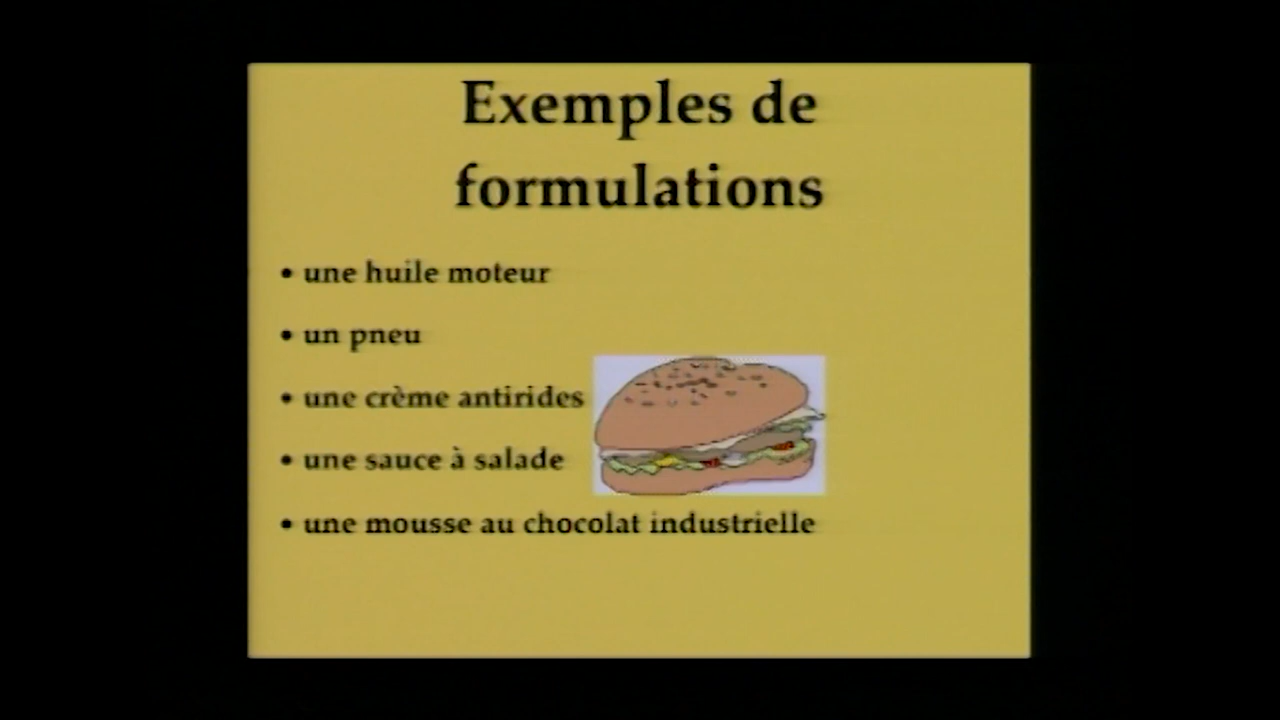 Exemples de
formulations
• une huile moteur
• un pneu
• une crème antirides
• une sauce à salade
• une mousse au chocolat industrielle